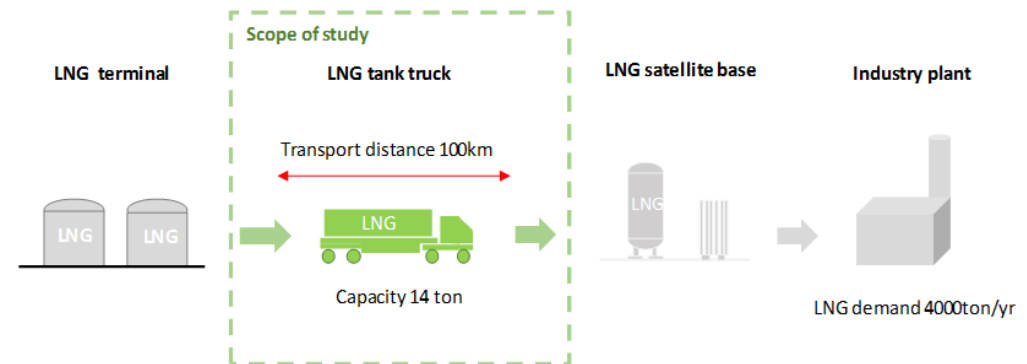 Scope of study
LNG terminal
LNG tank truck
LNG satellite base
Industry plant
Transport distance 100km
LNG
LNG
LNG
LNG
Capacity 14 ton
LNG demand 4000ton/yr